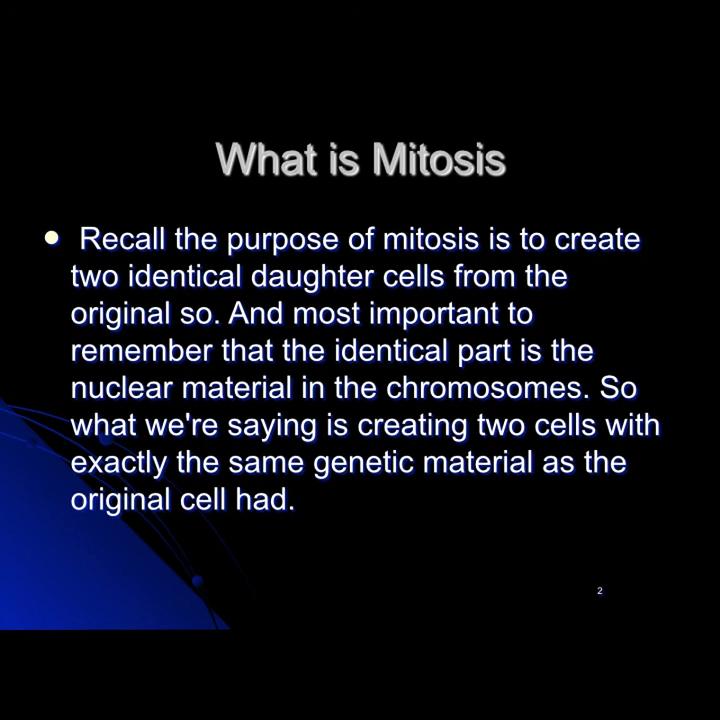 What is Mitosis
Recall the purpose of mitosis is to create
two identical daughter cells from the
original so. And most important to
remember that the identical part is the
nuclear material in the chromosomes. So
what we're saying is creating two cells with
exactly the same genetic material as the
original cell had.
2